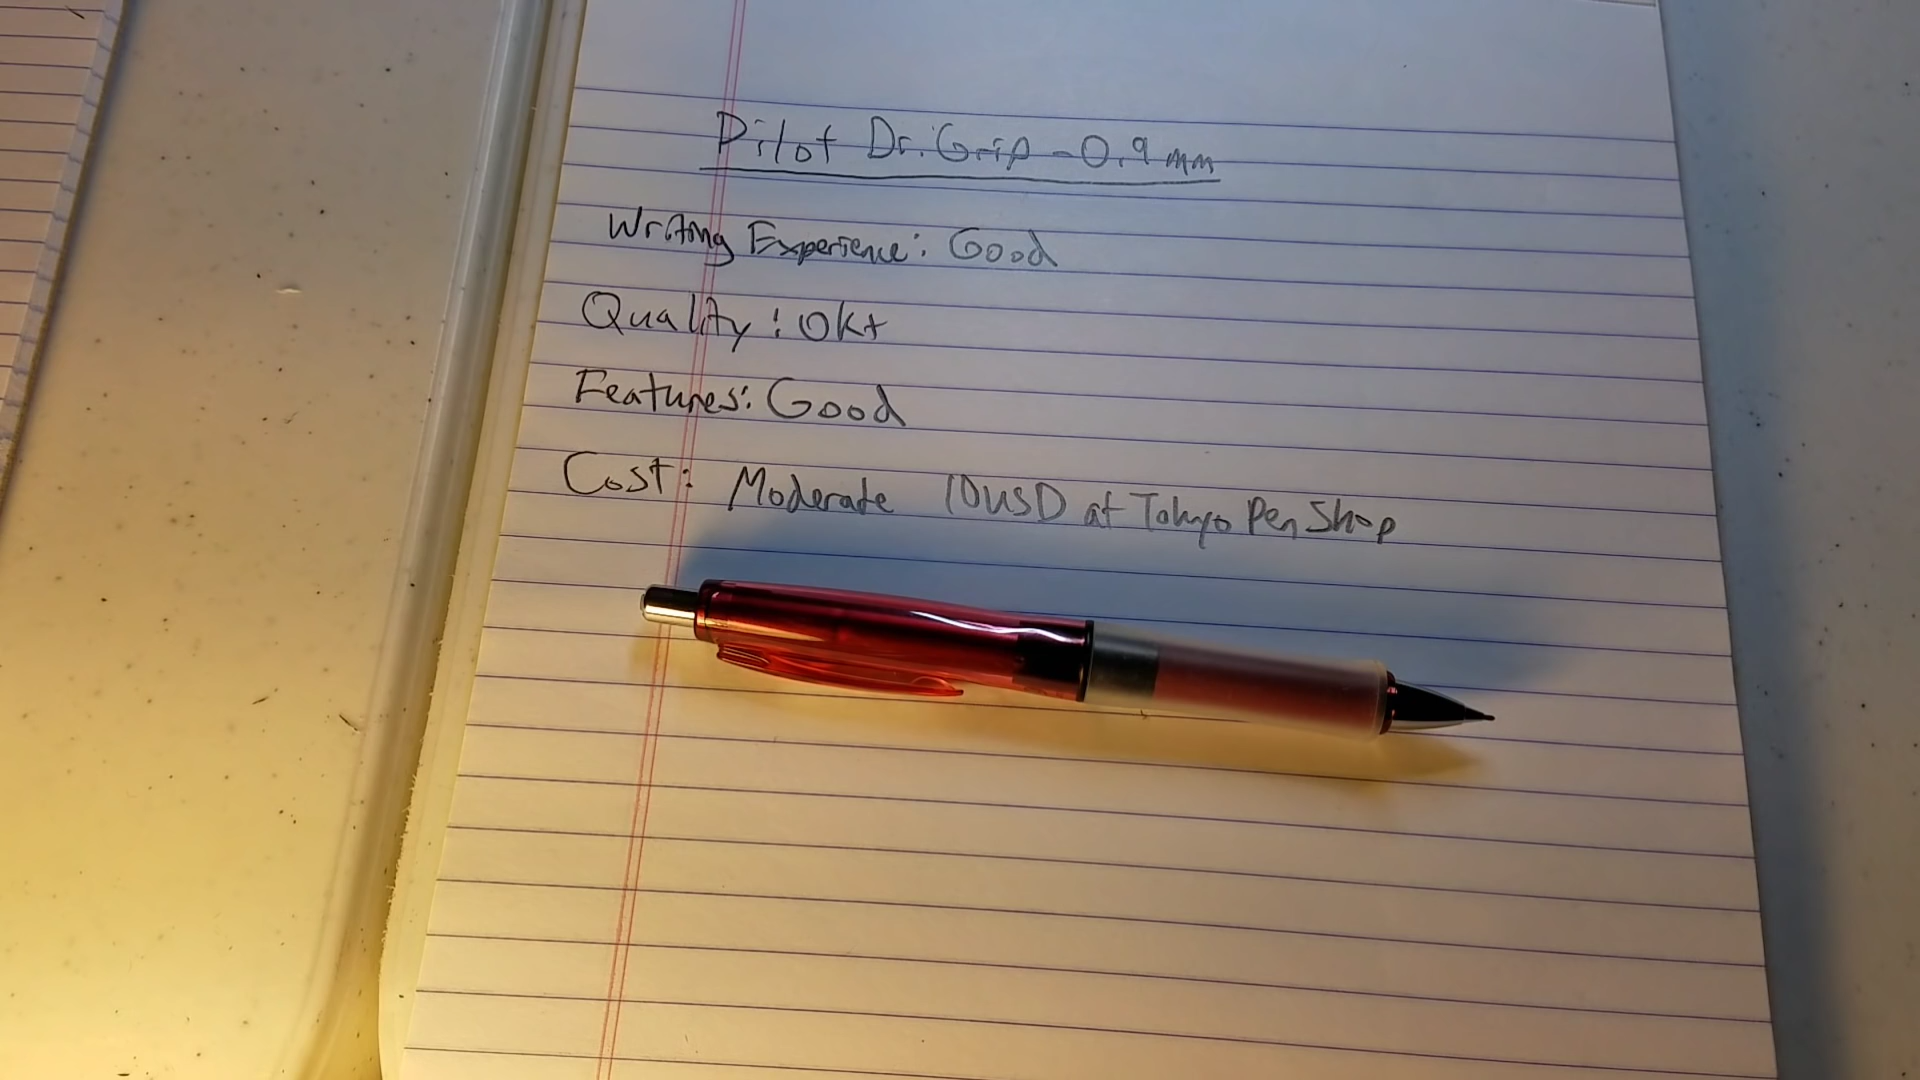 Pilot Dr. Grip - 0.9 mm
Writing Experience: Good
Quality: Ok+
Features: Good
Cost: Moderate 10USD at Tokyo Pen Shop